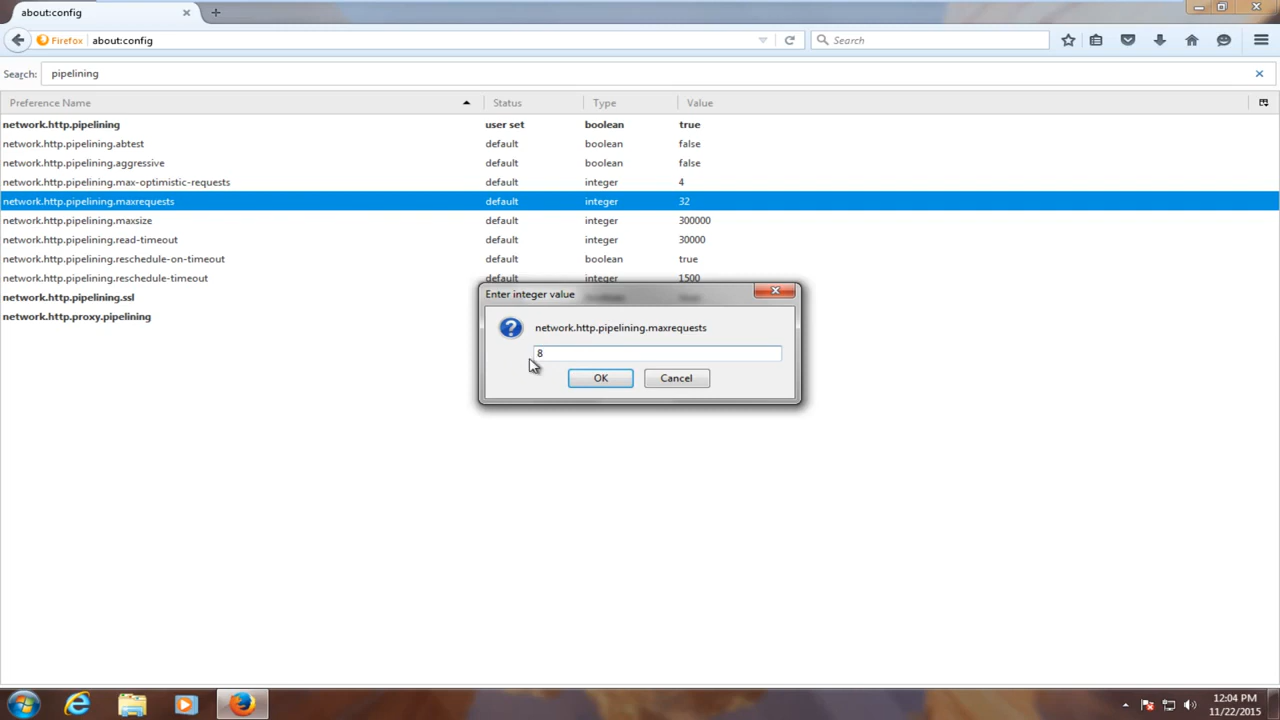 about:config
Firefox about:config Search
Search: pipelining
Preference Name Status Type Value
network.http.pipelining user set boolean true
network.http.pipelining.abtest default boolean false
network.http.pipelining.aggressive default boolean false
network.http.pipelining.max-optimistic-requests default integer 4
network.http.pipelining.maxrequests default integer 32
network.http.pipelining.maxsize default integer 300000
network.http.pipelining.read-timeout default integer 30000
network.http.pipelining.reschedule-on-timeout default boolean true
network.http.pipelining.reschedule-timeout default integer 1500
network.http.pipelining.ssl
network.http.proxy.pipelining
Enter integer value
network.http.pipelining.maxrequests
8
OK Cancel
12:04 PM
11/22/2015